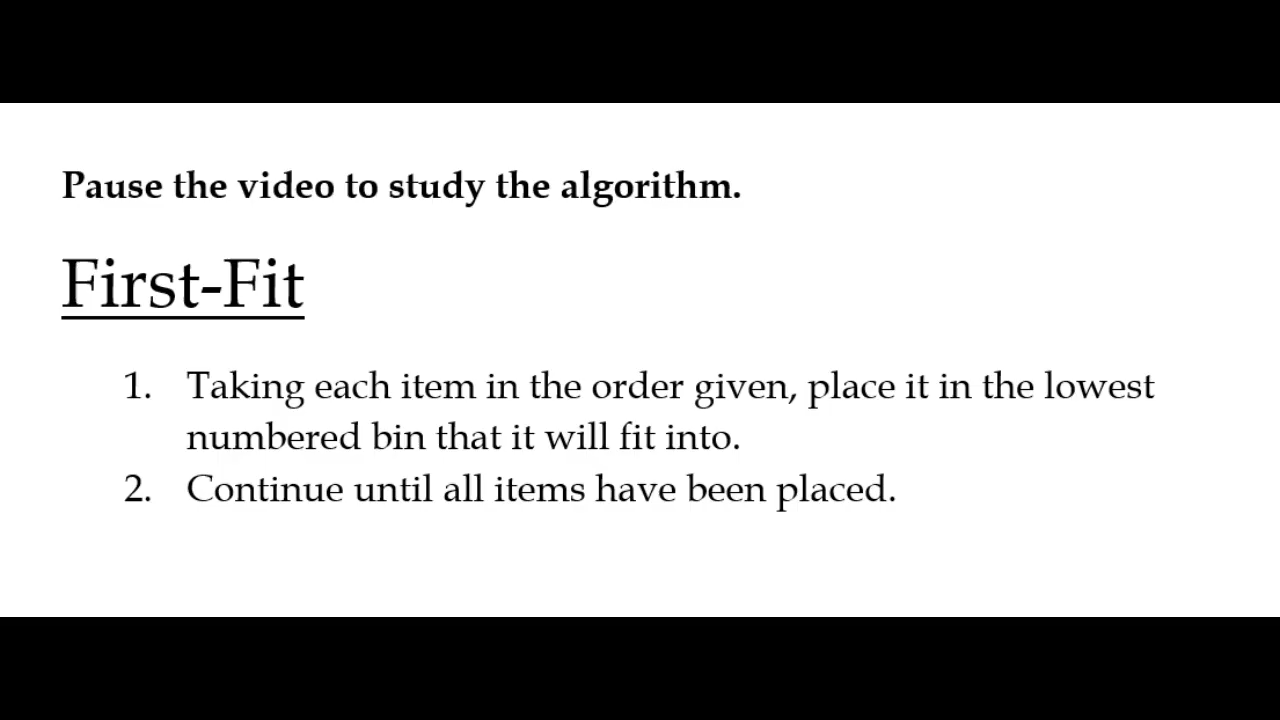 Pause the video to study the algorithm.
First-Fit
1. Taking each item in the order given, place it in the lowest
numbered bin that it will fit into.
2. Continue until all items have been placed.